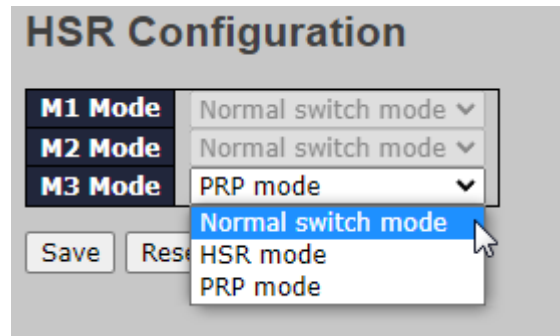 HSR Configuration
M1 Mode Normal switch mode
M2 Mode Normal switch mode
M3 Mode PRP mode
Normal switch mode
Save HSR mode
PRP mode